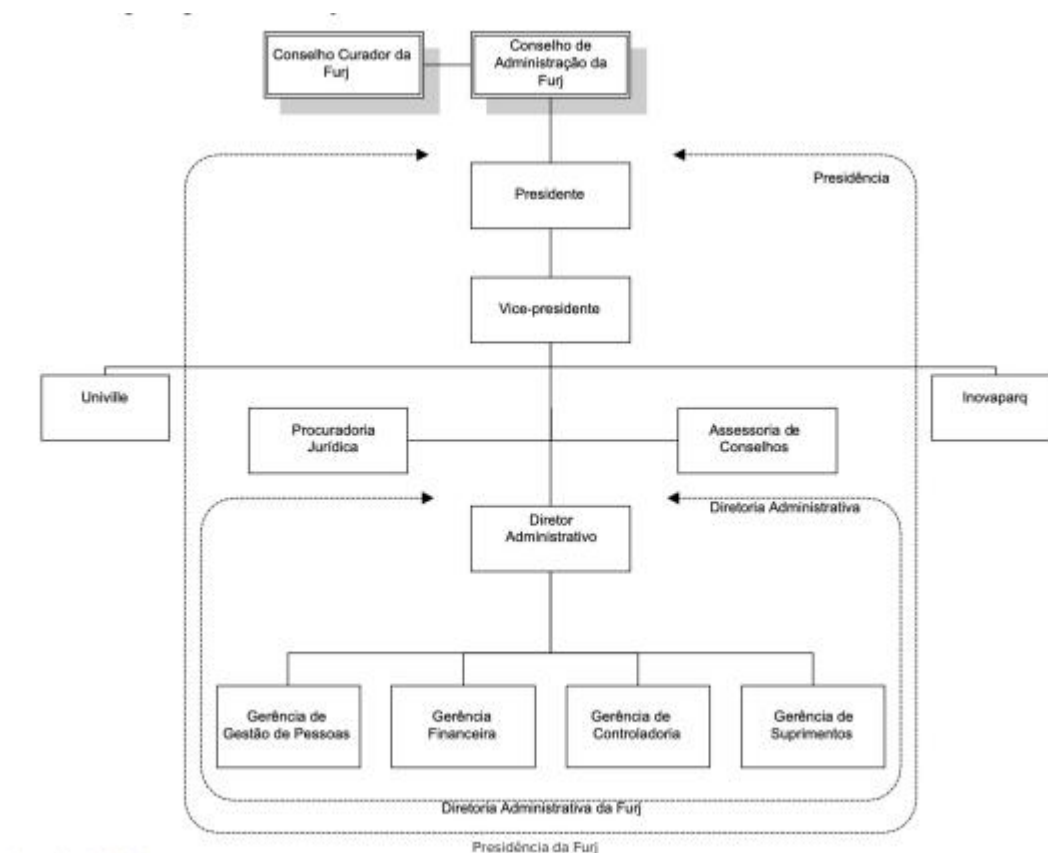 Conselho Curador da
Furj
Conselho de
Administração da
Furj
Presidência
Presidente
Vice-presidente
Univille
Inovaparq
Procuradoria
Jurídica
Assessoria de
Conselhos
Diretoria Administrativa
Diretor
Administrativo
Gerência de
Gestão de Pessoas
Gerência
Financeira
Gerência de
Controladoria
Gerência de
Suprimentos
Diretoria Administrativa da Furj
Presidência da Furj